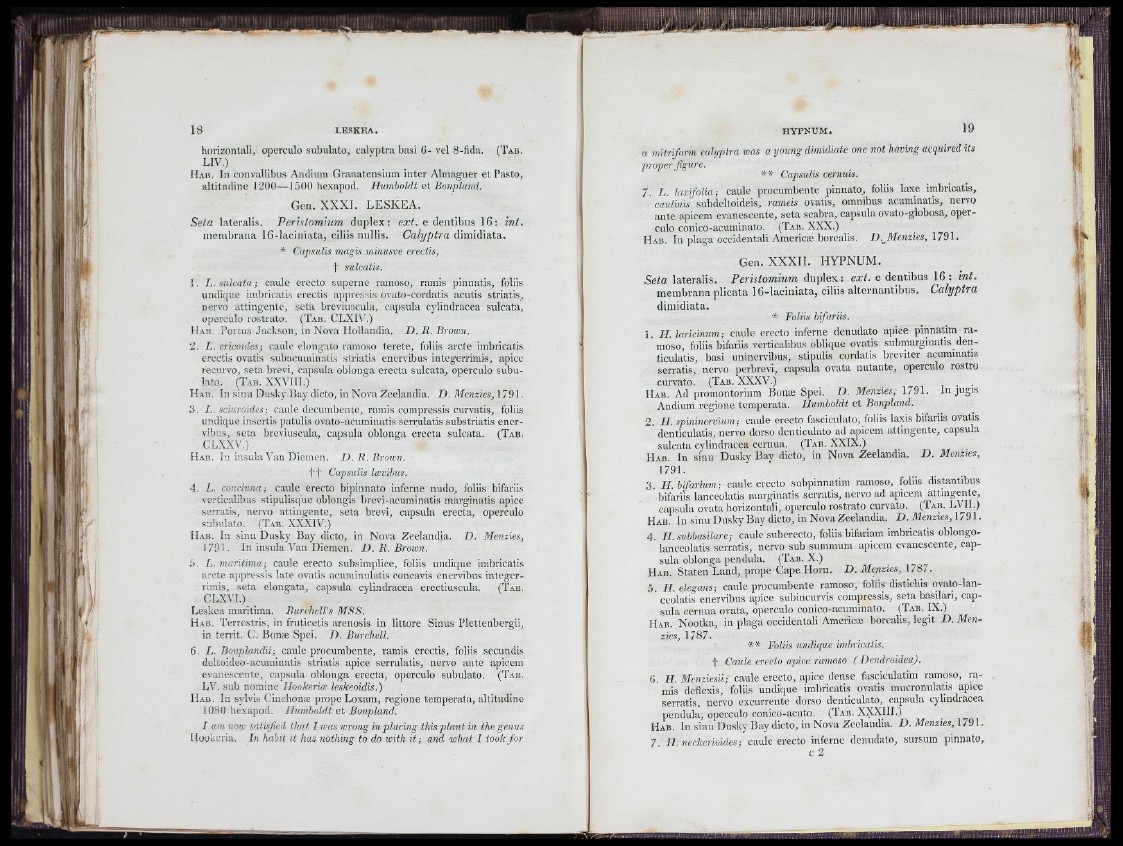 18 LESKEA.
horizontali, operculo subulato, calyptra basi 6- vel 8-fida. (Tab.
LIV.)
Hab. In convallibus Andium Granatensium inter Almaguer et Pasto,
altitudine 1200—1500 hexapod. Humboldt et Bonpland.
Gen. XXXI. LESKEA.
Seta lateralis. Peristomium duplex: ext. e dentibus 16: int.
membrana 16-laciniata, ciliis nullis. Calyptra dimidiata.
* Capsulis magis minusve erectis,
† sulcatis.
1. L. sulcata; caule erecto superne ramoso, ramis pinnatis, foliis
undique imbricatis erectis appressis ovato-cordatis acutis striatis,
nervo attingente, seta breviuscula, capsula cylindracea sulcata,
operculo rostrato. (Tab. CLXIV.)
Hab. Portus Jackson, in Nova Hollandia. D. R. Brown.
2. L. ericoides; caule elongato ramoso terete, foliis arcte imbricatis
erectis ovatis subacuminatis striatis enervibus integerrimis, apice
recurvo, seta brevi, capsula oblonga erecta sulcata, operculo subu-
lato. (Tab. XXVIII.)
Hab. In sinu Dusky Bay dicto, in Nova Zeelandia. D. Menzies, 1791.
3. L. sciuroides; caule decumbente, ramis compressis curvatis, foliis
undique insertis patulis ovato-acuminatis serrulatis substriatis ener-
vibus, seta breviuscula, capsula oblonga erecta sulcata. (Tab.
CLXXV.)
Hab. In insula Van Diemen. D. R. Brown.
†† Capsulis lævibus.
4. L. concinna; caule erecto bipinnato inferne nudo, foliis bifariis
verticalibus stipulisque oblongis brevi-acuminatis marginatis apice
serratis, nervo attingente, seta brevi, capsula erecta, operculo
subulato. (Tab. XXXIV.)
Hab. In sinu Dusky Bay dicto, in Nova Zeelandia. D. Menzies,
1791. In insula Van Diemen. D. R. Brown.
5. L. maritima; caule erecto subsimplice, foliis undique imbricatis
arcte appressis late ovatis acuminulatis concavis enervibus integer-
rimis, seta elongata, capsula cylindracea erectiuscula. (Tab.
CLXVI.)
Leskea maritima. Burchell's MSS.
Hab. Terrestris, in fruticetis arenosis in littore Sinus Plettenbergii,
in territ. C. Bonæ Spei. D. Burchell.
6. L. Bonplandii; caule procumbente, ramis erectis, foliis secundis
deltoideo-acuminatis striatis apice serrulatis, nervo ante apicem
evanescente, capsula oblonga erecta, operculo subulato. (Tab.
LV. sub nomine Hookeriæ leskeoidis.)
Hab. In sylvis Cinchonæ prope Loxam, regione temperata, altitudine
1080 hexapod. Humboldt et Bonpland.
I am now satisfied that I was wrong in placing this plant in the genus
Hookeria. In habit it has nothing to do with it; and what I took for
HYPNUM. 19
a mitriform calyptra was a young dimidiate one not having acquired its
proper figure.
** Capsulis cernuis.
7. L. laxifolia; caule procumbente pinnato, foliis laxe imbricatis,
caulinis subdeltoideis, rameis ovatis, omnibus acuminatis, nervo
ante apicem evanescente, seta scabra, capsula ovato-globosa, oper-
culo conico-acuminato. (Tab. XXX.)
Hab. In plaga occidentali Americæ borealis. D. Menzies, 1791.
Gen. XXXII. HYPNUM.
Seta lateralis. Peristomium duplex: ext. e dentibus 16: int.
membrana plicata 16-laciniata, ciliis alternantibus. Calyptra
dimidiata.
* Foliis bifariis.
1. H. laricinum; caule erecto inferne denudato apice pinnatim ra-
moso, foliis bifariis verticalibus oblique ovatis submarginatis den-
ticulatis, basi uninervibus, stipulis cordatis breviter acuminatis
serratis, nervo perbrevi, capsula ovata nutante, operculo rostro
curvato. (Tab. XXXV.)
Hab. Ad promontorium Bonæ Spei. D. Menzies, 1791. In jugis
Andium regione temperata. Humboldt et Bonpland.
2. H. spininervium; caule erecto fasciculato, foliis laxis bifariis ovatis
denticulatis, nervo dorso denticulato ad apicem attingente, capsula
sulcata cylindracea cernua. (Tab. XXIX.)
Hab. In sinu Dusky Bay dicto, in Nova Zeelandia. D. Menzies,
1791.
3. H. bifarium; caule erecto subpinnatim ramoso, foliis distantibus
bifariis lanceolatis marginatis serratis, nervo ad apicem attingente,
capsula ovata horizontali, operculo rostrato curvato. (Tab. LVII.)
Hab. In sinu Dusky Bay dicto, in Nova Zeelandia. D. Menzies, 1791.
4. H. subbasilare; caule suberecto, foliis bifariam imbricatis oblongo-
lanceolatis serratis, nervo sub summum apicem evanescente, cap-
sula oblonga pendula. (Tab. X.)
Hab. Staten Land, prope Cape Horn. D. Menzies, 1787.
5. H. elegans; caule procumbente ramoso, foliis distichis ovato-lan-
ceolatis enervibus apice subincurvis compressis, seta basilari, cap-
sula cernua ovata, operculo conico-acuminato. (Tab. IX.)
Hab. Nootka, in plaga occidentali Americæ borealis, legit D. Men-
zies, 1787.
** Foliis undique imbricatis.
† Caule erecto apice ramoso (Dendroidea).
6. H. Menziesii; caule erecto, apice dense fasciculatim ramoso, ra-
mis deflexis, foliis undique imbricatis ovatis mucronulatis apice
serratis, nervo excurrente dorso denticulato, capsula cylindracea
pendula, operculo conico-acuto. (Tab. XXXIII.)
Hab. In sinu Dusky Bay dicto, in Nova Zeelandia. D. Menzies, 1791.
7. H. neckerioides; caule erecto inferne denudato, sursum pinnato,
c 2